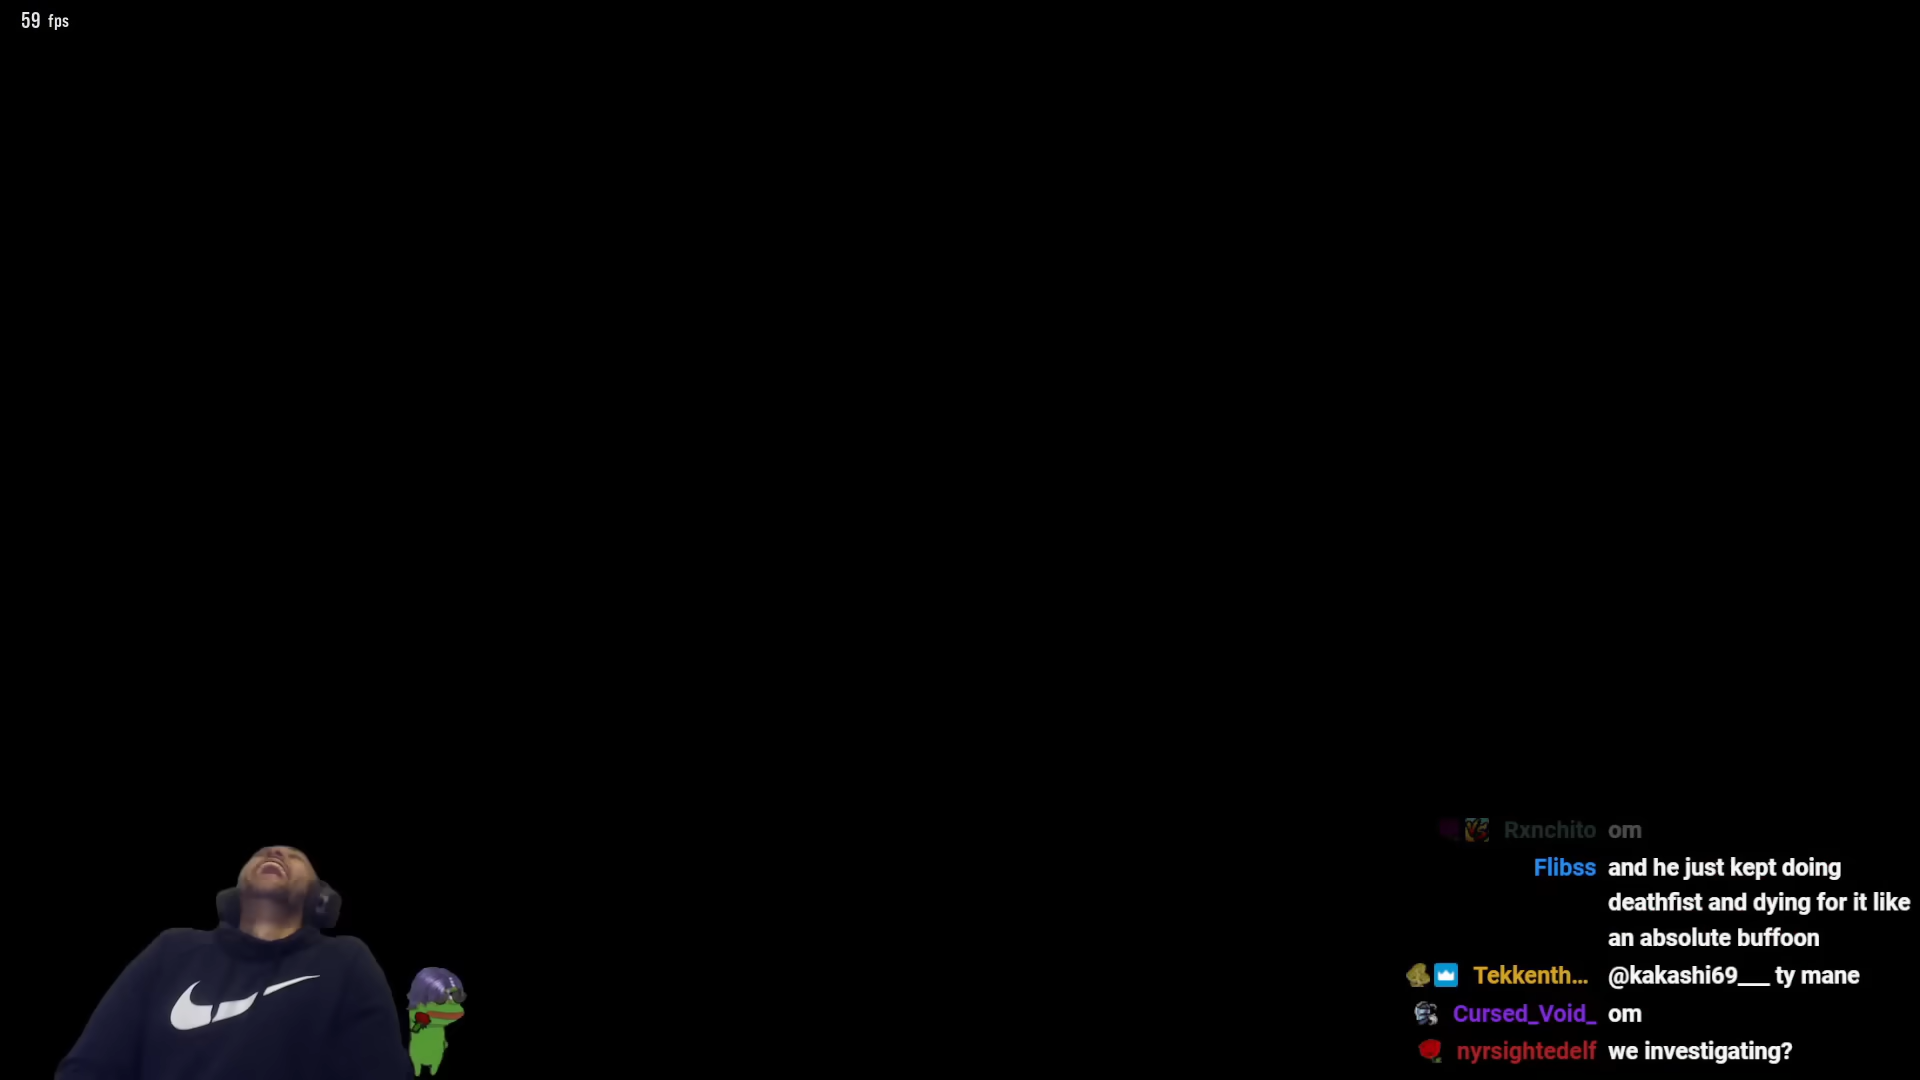 59 fps
Rxnchito om
Flibss and he just kept doing
deathfist and dying for it like
an absolute buffoon
Tekkenth... @kakashi69___ ty mane
Cursed_Void_ om
nyrsightedelf we investigating?